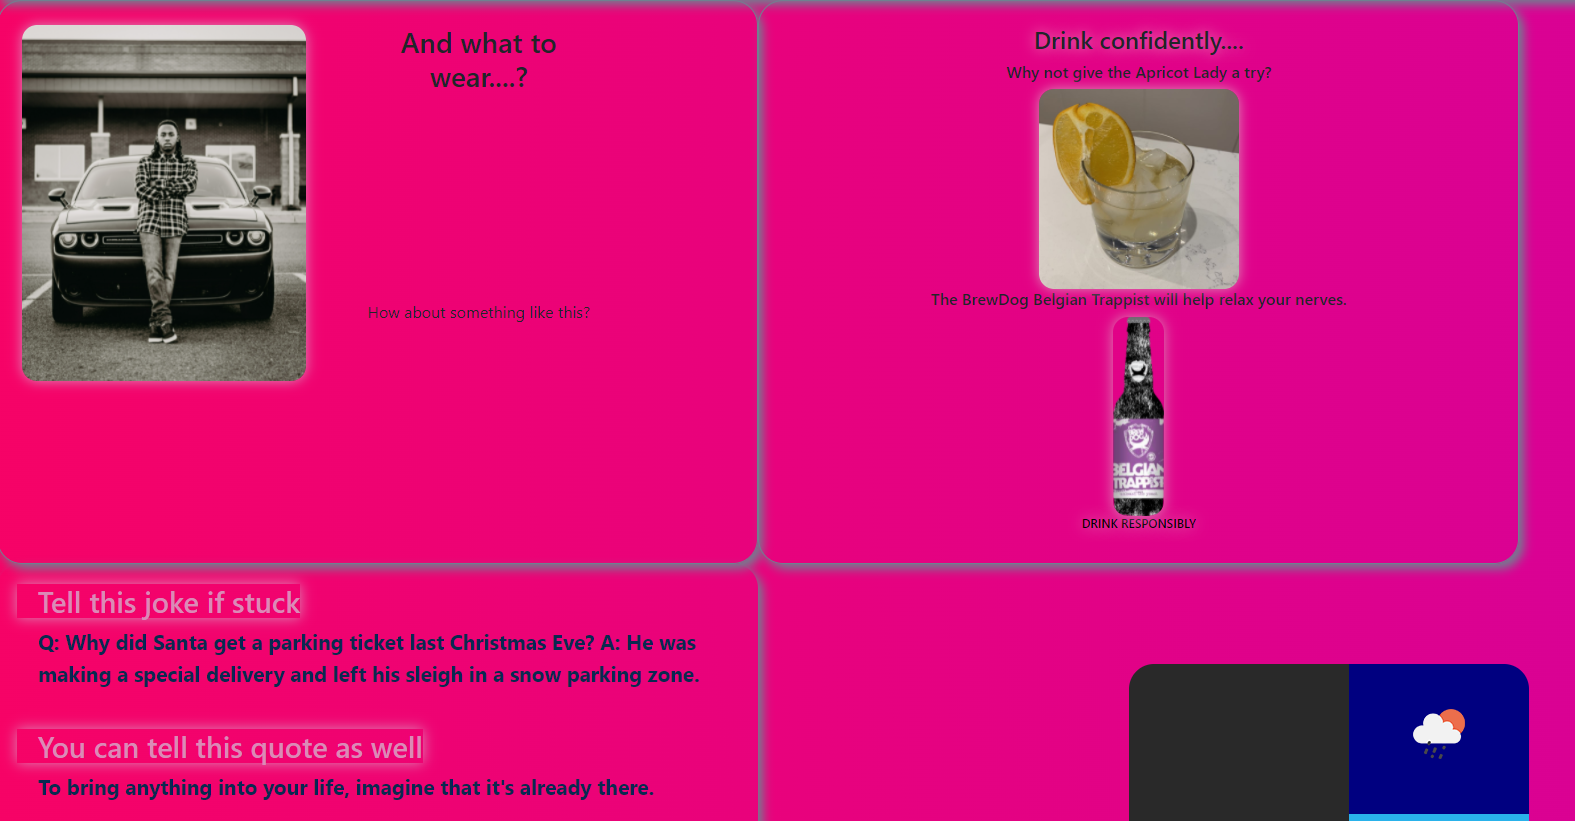 And what to
wear....?
How about something like this?
Drink confidently....
Why not give the Apricot Lady a try?
The BrewDog Belgian Trappist will help relax your nerves.
BELGIAN
TRAPPIST
DRINK RESPONSIBLY
Tell this joke if stuck
Q: Why did Santa get a parking ticket last Christmas Eve? A: He was
making a special delivery and left his sleigh in a snow parking zone.
You can tell this quote as well
To bring anything into your life, imagine that it's already there.